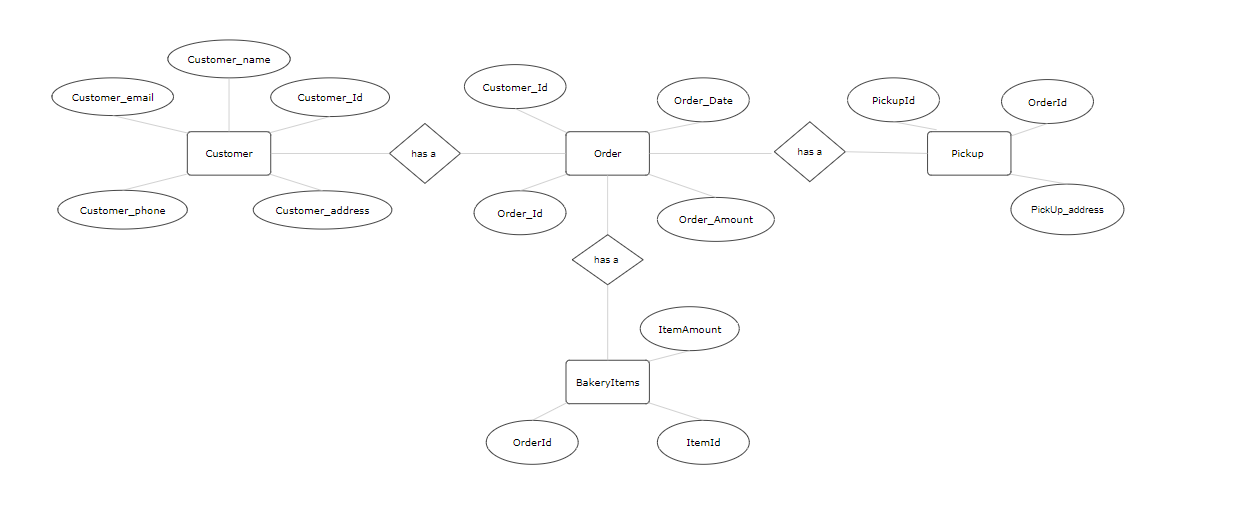 Customer_name
Customer_email
Customer_Id
Customer
Customer_phone
Customer_address
has a
Customer_Id
Order_Date
Order
Order_Id
Order_Amount
has a
PickupId
OrderId
Pickup
PickUp_address
has a
ItemAmount
BakeryItems
OrderId
ItemId